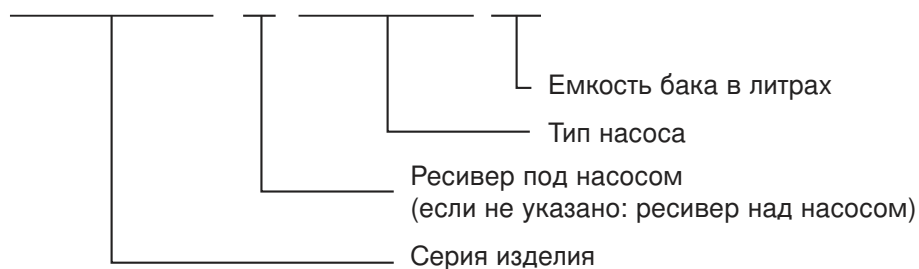 Емкость бака в литрах
Тип насоса
Ресивер под насосом
(если не указано: ресивер над насосом)
Серия изделия